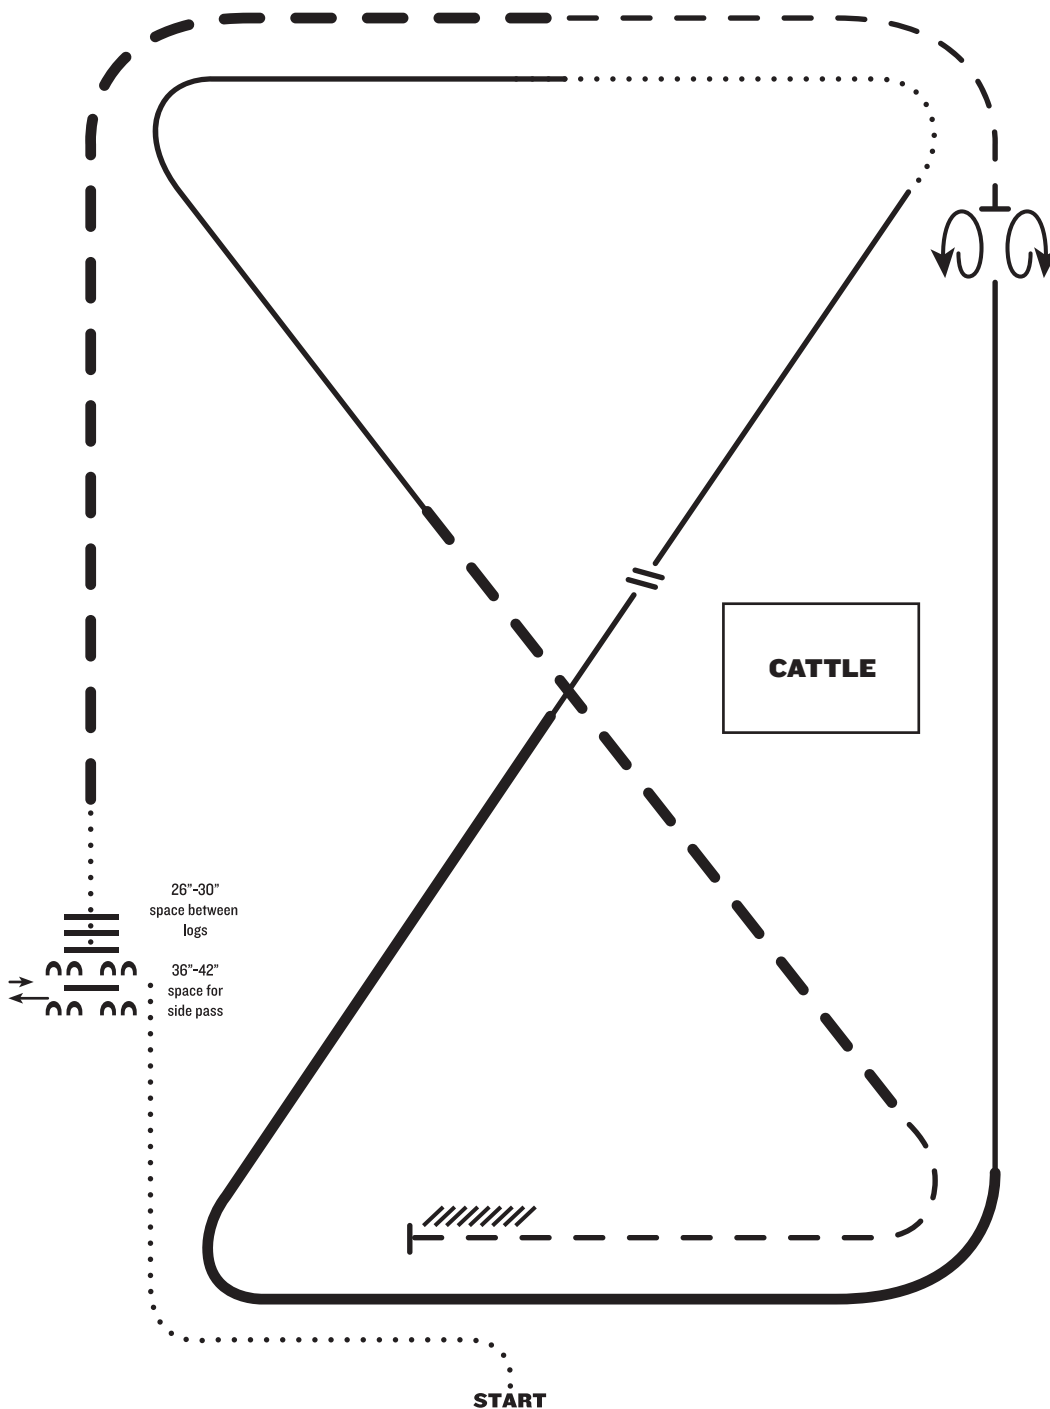 CATTLE
26”-30”
space between
logs
36”-42”
space for
side pass
START